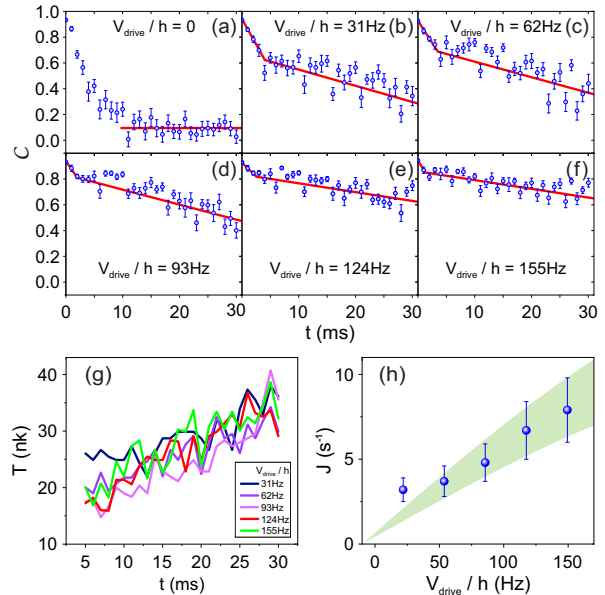 V_drive / h = 0 (a)
V_drive / h = 31Hz (b)
V_drive / h = 62Hz (c)
1.0
0.8
0.6
0.4
0.2
0.0
C
(d)
(e)
(f)
0.8
0.6
0.4
0.2
0.0
V_drive / h = 93Hz
V_drive / h = 124Hz
V_drive / h = 155Hz
0 10 20 30
10 20 30
10 20 30
t (ms)
(g)
40
30
20
10
T (nk)
V_drive / h
31Hz
62Hz
93Hz
124Hz
155Hz
5 10 15 20 25 30
t (ms)
(h)
10
5
0
J (s⁻¹)
0 50 100 150
V_drive / h (Hz)